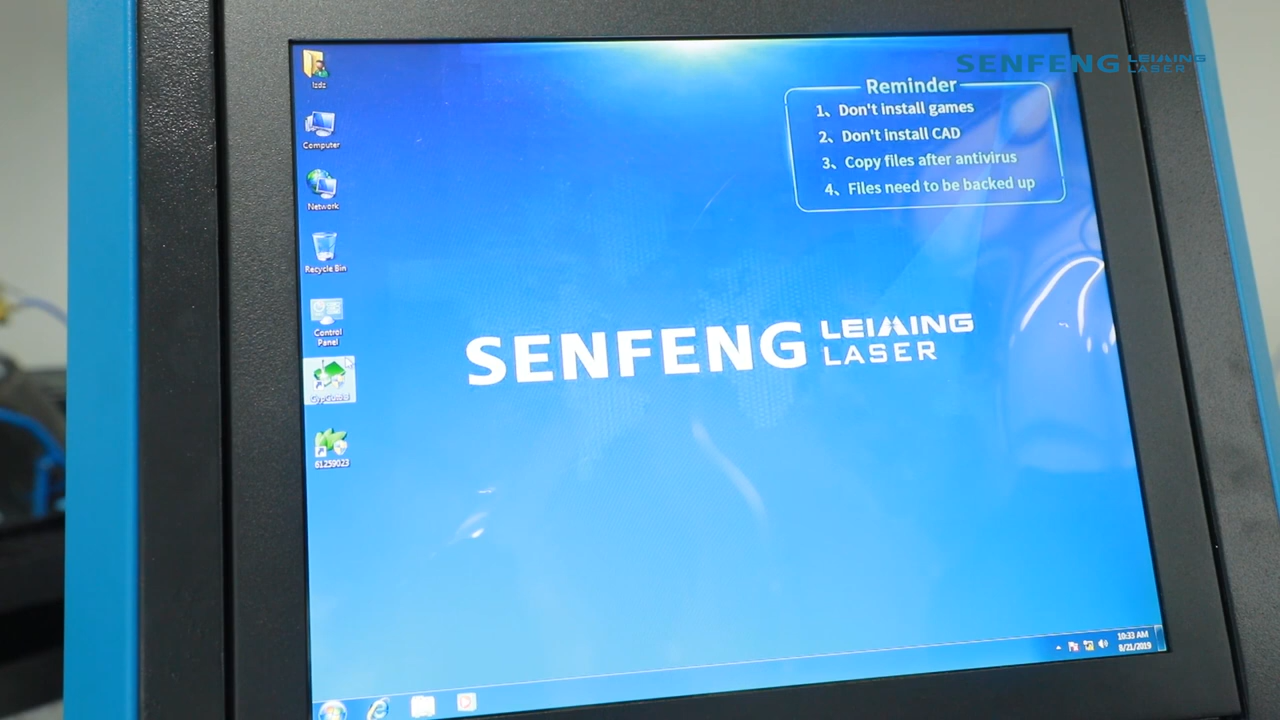 SENFENG LEIMING
LASER
Reminder
1、Don't install games
2、Don't install CAD
3、Copy files after antivirus
4、Files need to be backed up
lzdz
Computer
Network
Recycle Bin
Control
Panel
61259023
SENFENG LEIMING
LASER
10:33 AM
8/21/2019